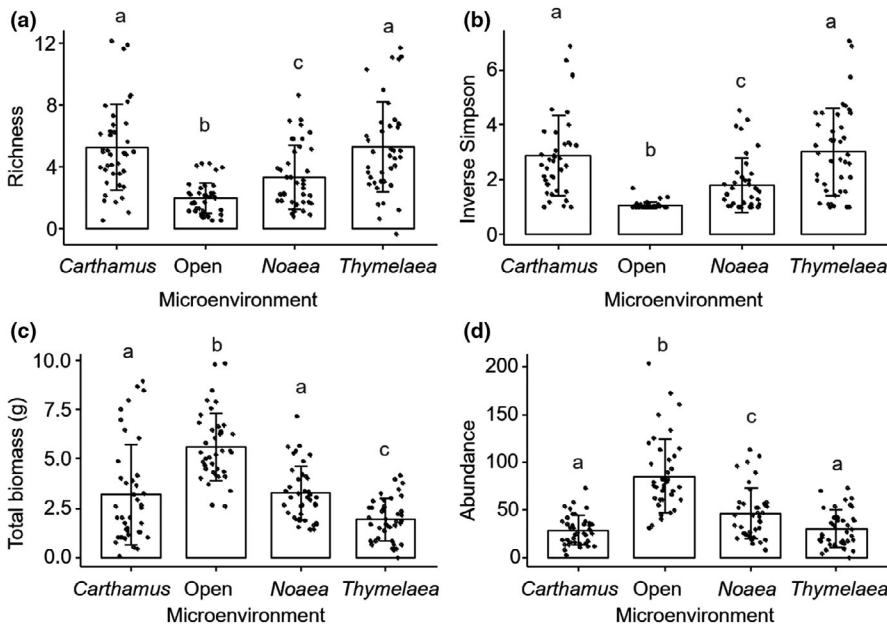 (a)
Richness
12
8
4
0
a
b
c
a
Carthamus Open Noaea Thymelaea
Microenvironment
(b)
Inverse Simpson
6
4
2
0
a
b
c
a
Carthamus Open Noaea Thymelaea
Microenvironment
(c)
Total biomass (g)
10.0
7.5
5.0
2.5
0.0
a
b
a
c
Carthamus Open Noaea Thymelaea
Microenvironment
(d)
Abundance
200
150
100
50
0
a
b
c
a
Carthamus Open Noaea Thymelaea
Microenvironment